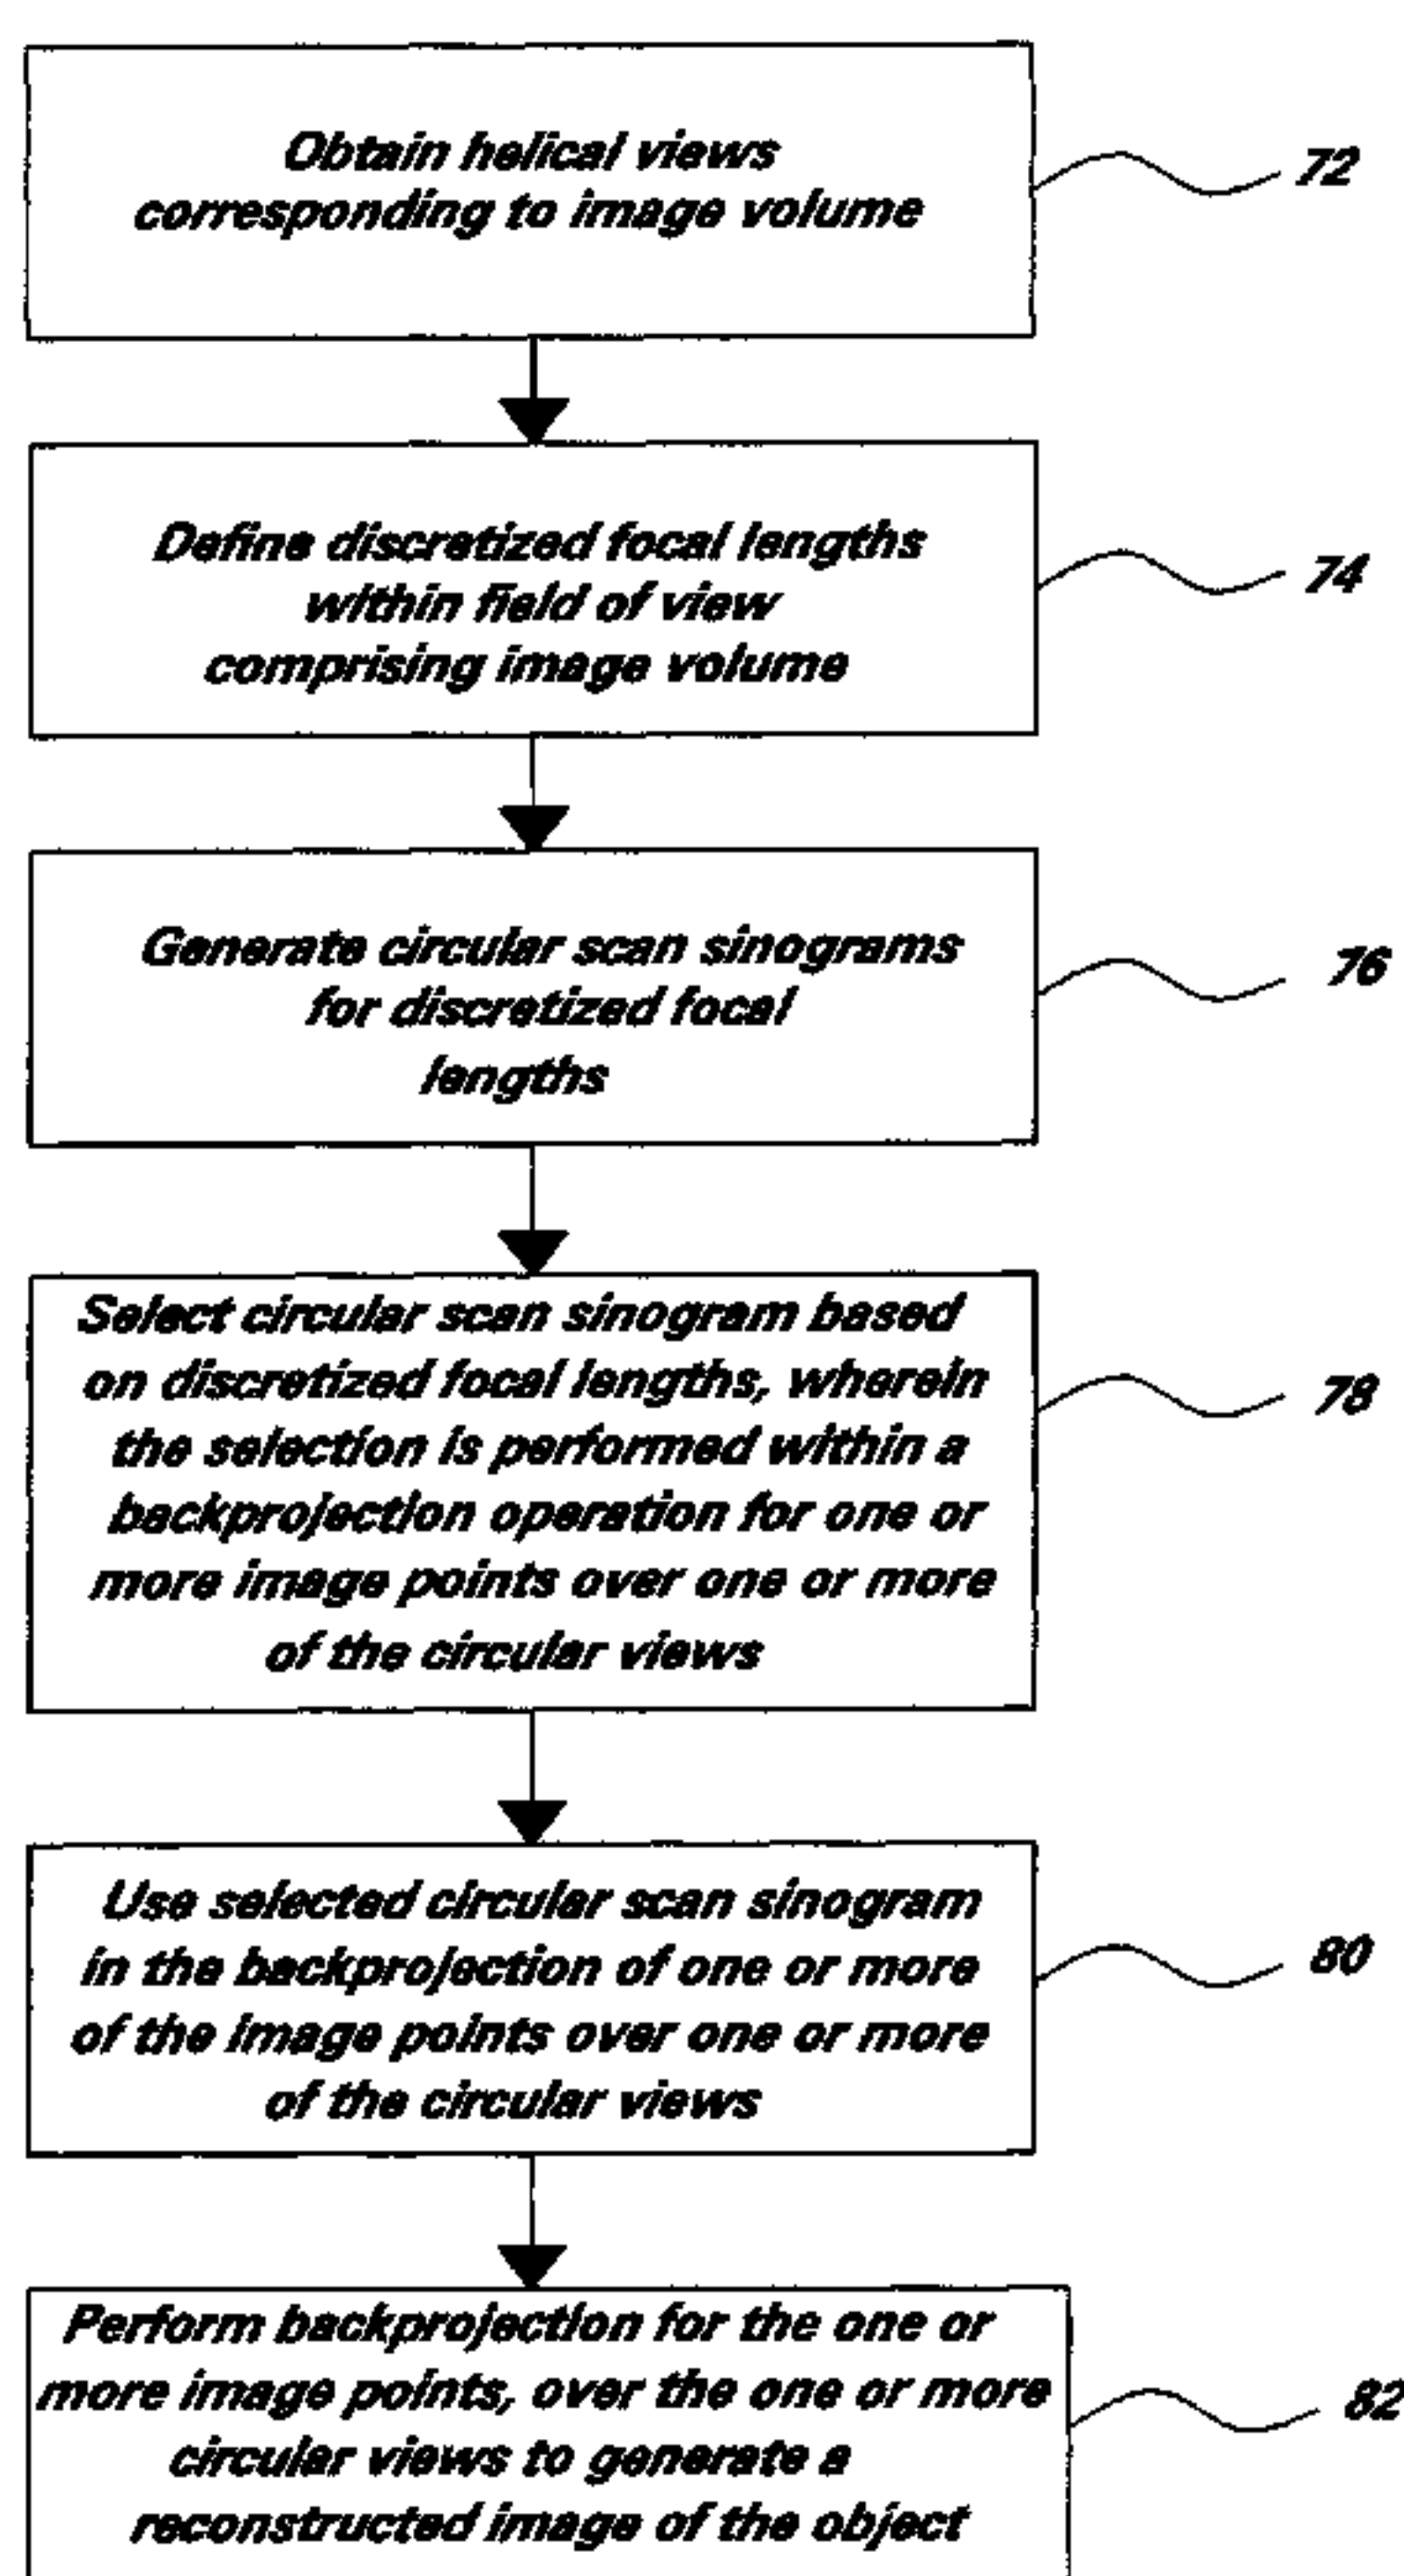 Obtain helical views
corresponding to image volume
72
Define discretized focal lengths
within field of view
comprising image volume
74
Generate circular scan sinograms
for discretized focal
lengths
76
Select circular scan sinogram based
on discretized focal lengths, wherein
the selection is performed within a
backprojection operation for one or
more image points over one or more
of the circular views
78
Use selected circular scan sinogram
in the backprojection of one or more
of the image points over one or more
of the circular views
80
Perform backprojection for the one or
more image points, over the one or more
circular views to generate a
reconstructed image of the object
82